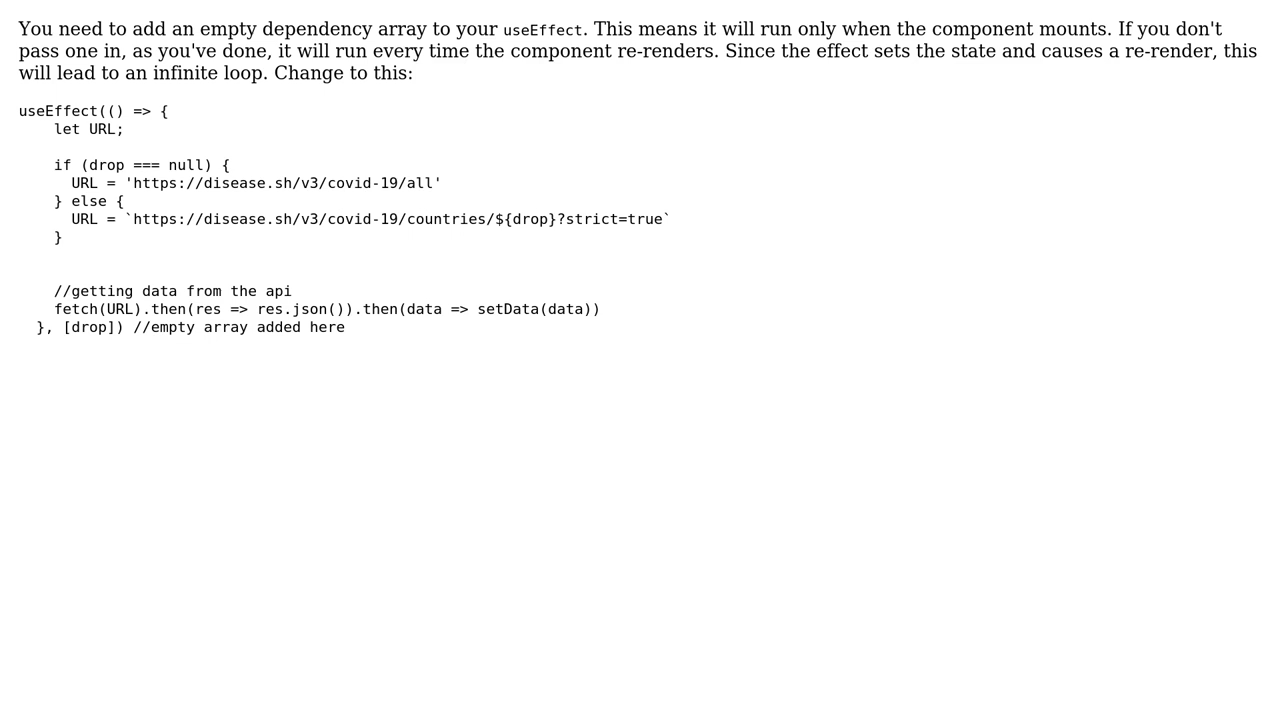 You need to add an empty dependency array to your useEffect. This means it will run only when the component mounts. If you don't
pass one in, as you've done, it will run every time the component re-renders. Since the effect sets the state and causes a re-render, this
will lead to an infinite loop. Change to this:
useEffect(() => {
    let URL;

    if (drop === null) {
      URL = 'https://disease.sh/v3/covid-19/all'
    } else {
      URL = `https://disease.sh/v3/covid-19/countries/${drop}?strict=true`
    }


    //getting data from the api
    fetch(URL).then(res => res.json()).then(data => setData(data))
  }, [drop]) //empty array added here